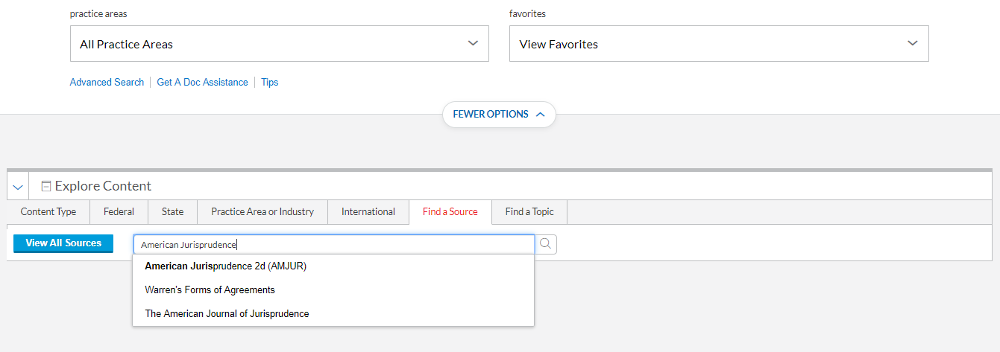 practice areas
favorites
All Practice Areas
View Favorites
Advanced Search
Get A Doc Assistance
Tips
FEWER OPTIONS
Explore Content
Content Type
Federal
State
Practice Area or Industry
International
Find a Source
Find a Topic
View All Sources
American Jurisprudence
American Jurisprudence 2d (AMJUR)
Warren's Forms of Agreements
The American Journal of Jurisprudence